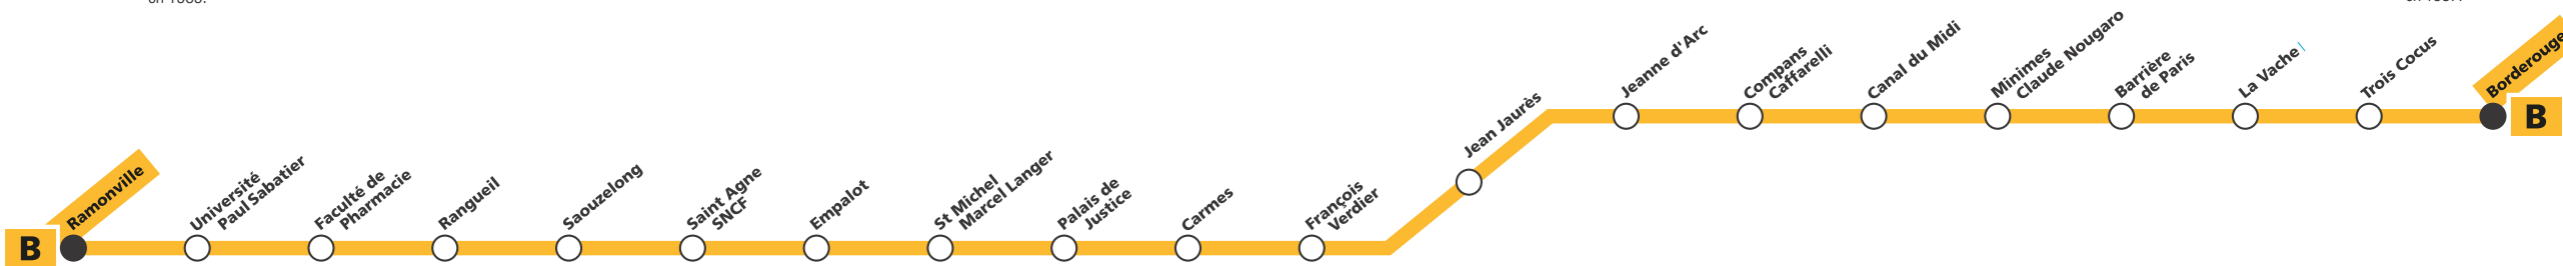 B
Ramonville
Université
Paul Sabatier
Faculté de
Pharmacie
Rangueil
Saouzelong
Saint Agne
SNCF
Empalot
St Michel
Marcel Langer
Palais de
Justice
Carmes
François
Verdier
Jean Jaurès
Jeanne d'Arc
Compans
Caffarelli
Canal du Midi
Minimes
Claude Nougaro
Barrière
de Paris
La Vache
Trois Cocus
Borderouge
B